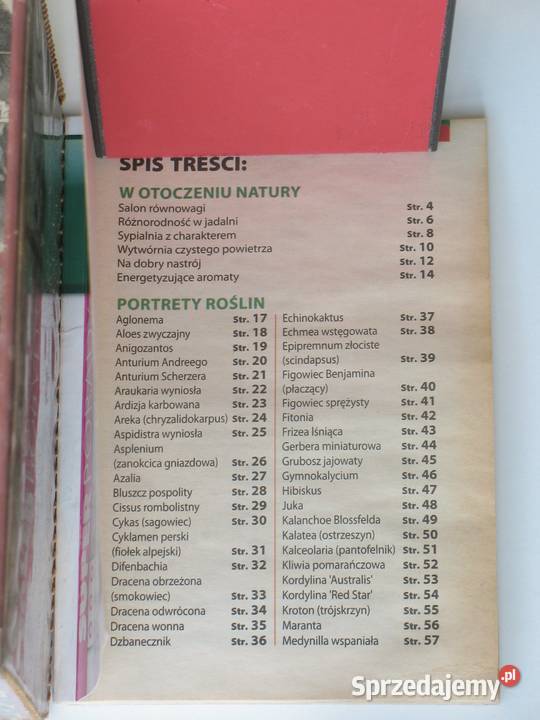 SPIS TREŚCI:
W OTOCZENIU NATURY
Salon równowagi Str. 4
Różnorodność w jadalni Str. 6
Sypialnia z charakterem Str. 8
Wytwórnia czystego powietrza Str. 10
Na dobry nastrój Str. 12
Energetyzujące aromaty Str. 14
PORTRETY ROŚLIN
Aglonema Str. 17
Aloes zwyczajny Str. 18
Anigozantos Str. 19
Anturium Andreego Str. 20
Anturium Scherzera Str. 21
Araukaria wyniosła Str. 22
Ardizja karbowana Str. 23
Areka (chryzalidokarpus) Str. 24
Aspidistra wyniosła Str. 25
Asplenium
(zanokcica gniazdowa) Str. 26
Azalia Str. 27
Bluszcz pospolity Str. 28
Cissus rombolistny Str. 29
Cykas (sagowiec) Str. 30
Cyklamen perski
(fiołek alpejski) Str. 31
Difenbachia Str. 32
Dracena obrzeżona
(smokowiec) Str. 33
Dracena odwrócona Str. 34
Dracena wonna Str. 35
Dzbanecznik Str. 36
Echinokaktus Str. 37
Echmea wstęgowata Str. 38
Epipremnum złociste
(scindapsus) Str. 39
Figowiec Benjamina
(płaczący) Str. 40
Figowiec sprężysty Str. 41
Fitonia Str. 42
Frizea lśniąca Str. 43
Gerbera miniaturowa Str. 44
Grubosz jajowaty Str. 45
Gymnokalycium Str. 46
Hibiskus Str. 47
Juka Str. 48
Kalanchoe Blossfelda Str. 49
Kalatea (ostrzeszyn) Str. 50
Kalceolaria (pantofelnik) Str. 51
Kliwia pomarańczowa Str. 52
Kordylina 'Australis' Str. 53
Kordylina 'Red Star' Str. 54
Kroton (trójskrzyn) Str. 55
Maranta Str. 56
Medynilla wspaniała Str. 57
Sprzedajemy.pl